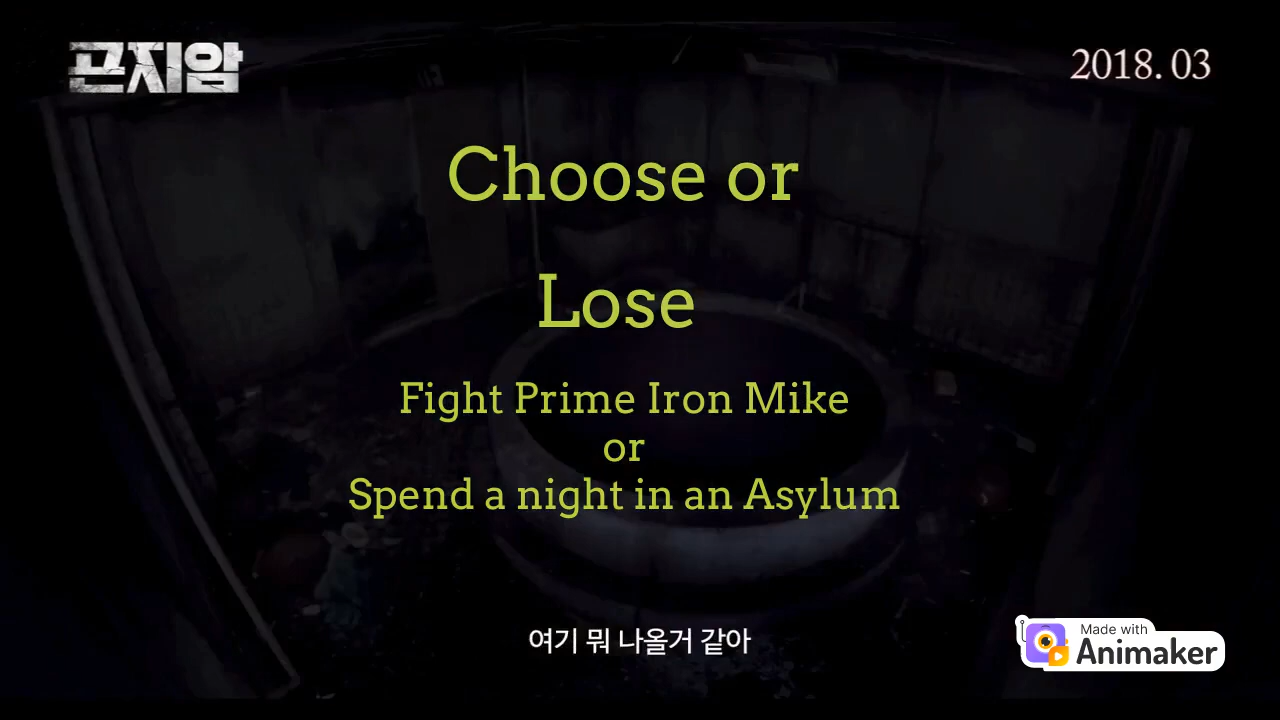 곤지암
2018. 03
Choose or
Lose
Fight Prime Iron Mike
or
Spend a night in an Asylum
여기 뭐 나올거 같아
Made with
Animaker